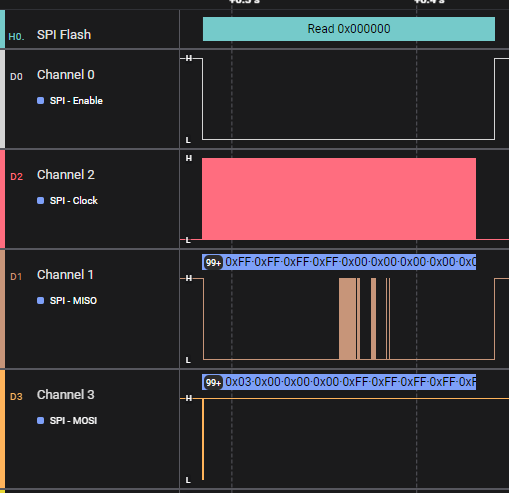 +0.3 s
+0.4 s
H0.
SPI Flash
Read 0x000000
D0
Channel 0
SPI - Enable
H
L
D2
Channel 2
SPI - Clock
H
L
D1
Channel 1
SPI - MISO
99+
0xFF·0xFF·0xFF·0xFF·0x00·0x00·0x00·0x00·0x0
H
L
D3
Channel 3
SPI - MOSI
99+
0x03·0x00·0x00·0x00·0xFF·0xFF·0xFF·0xFF·0xF
H
L